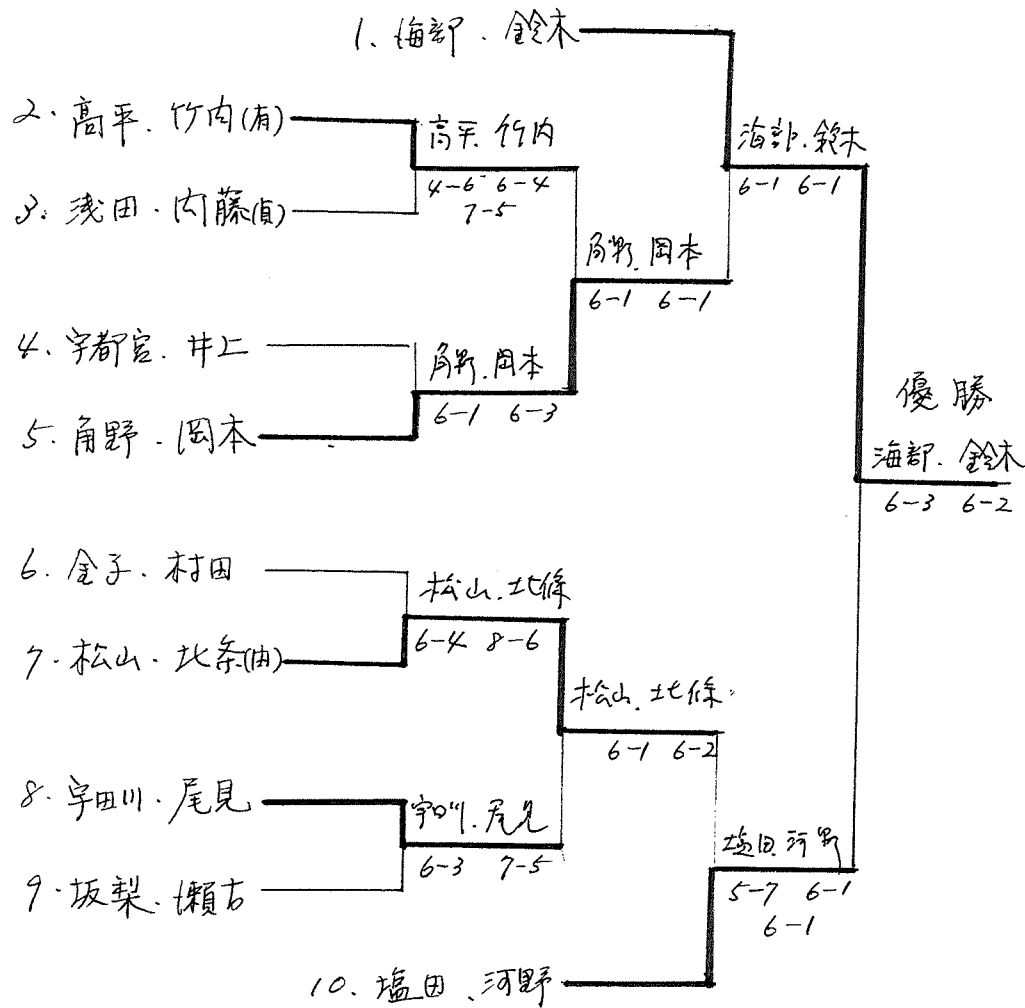 1. 海部・鈴木
2. 高平・竹内(有)
高平・竹内
海部・鈴木
4-6 6-4
6-1 6-1
7-5
3. 浅田・内藤(貞)
角野・岡本
6-1 6-1
4. 宇都宮・井上
角野・岡本
6-1 6-3
優勝
5. 角野・岡本
海部・鈴木
6-3 6-2
6. 金子・村田
松山・北條
6-4 8-6
7. 松山・北条(由)
松山・北條
6-1 6-2
8. 宇田川・尾見
宇田川・尾見
塩田・河野
6-3 7-5
5-7 6-1
9. 坂梨・瀬古
6-1
10. 塩田・河野